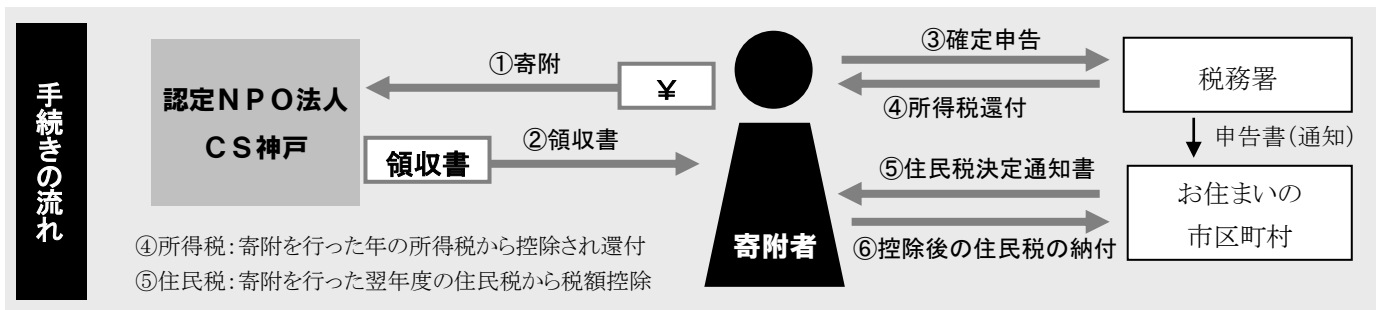 手続きの流れ
認定NPO法人
CS神戸
①寄附
¥
領収書
②領収書
寄附者
③確定申告
④所得税還付
税務署
申告書(通知)
⑤住民税決定通知書
お住まいの
市区町村
⑥控除後の住民税の納付
④所得税:寄附を行った年の所得税から控除され還付
⑤住民税:寄附を行った翌年度の住民税から税額控除